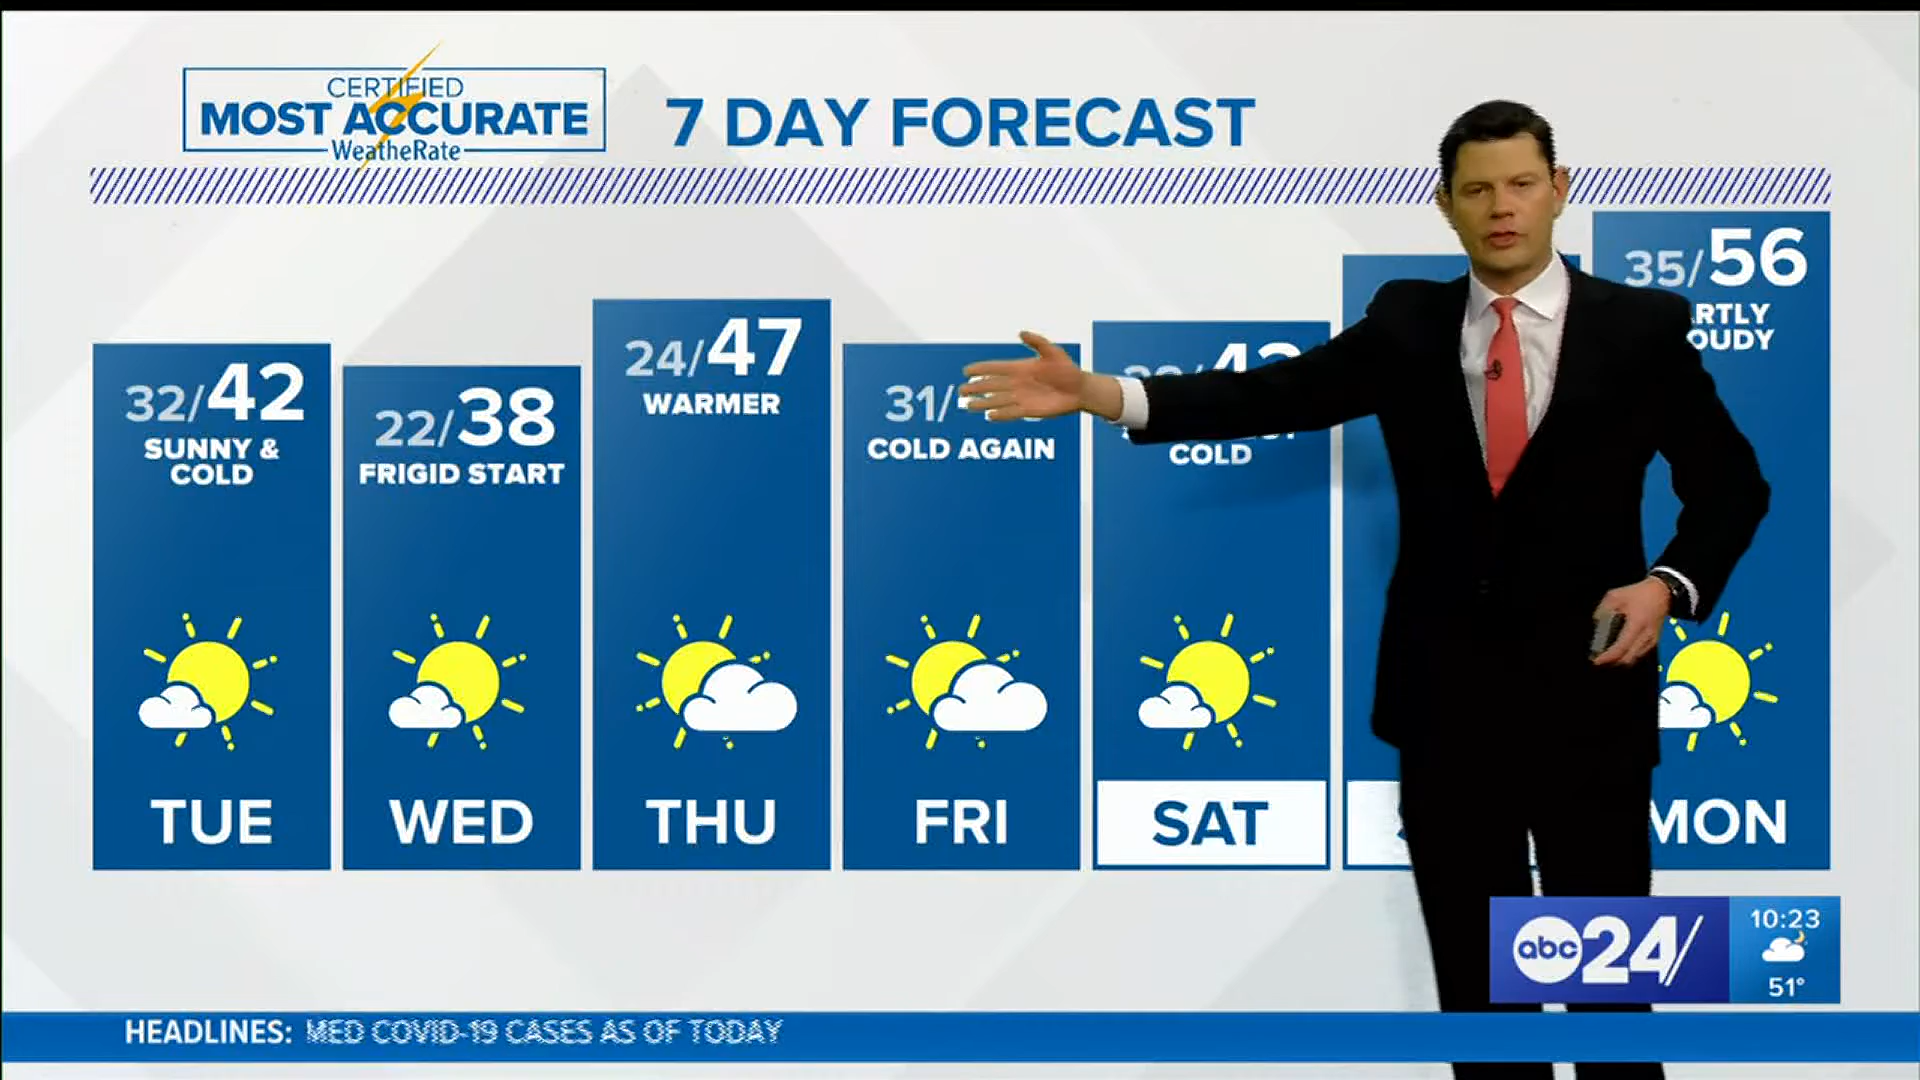 CERTIFIED
MOST ACCURATE
WeatheRate
7 DAY FORECAST
32/42
SUNNY &
COLD
TUE
22/38
FRIGID START
WED
24/47
WARMER
THU
31/
COLD AGAIN
FRI
COLD
SAT
35/56
MON
abc24/
10:23
51°
HEADLINES: MED COVID-19 CASES AS OF TODAY